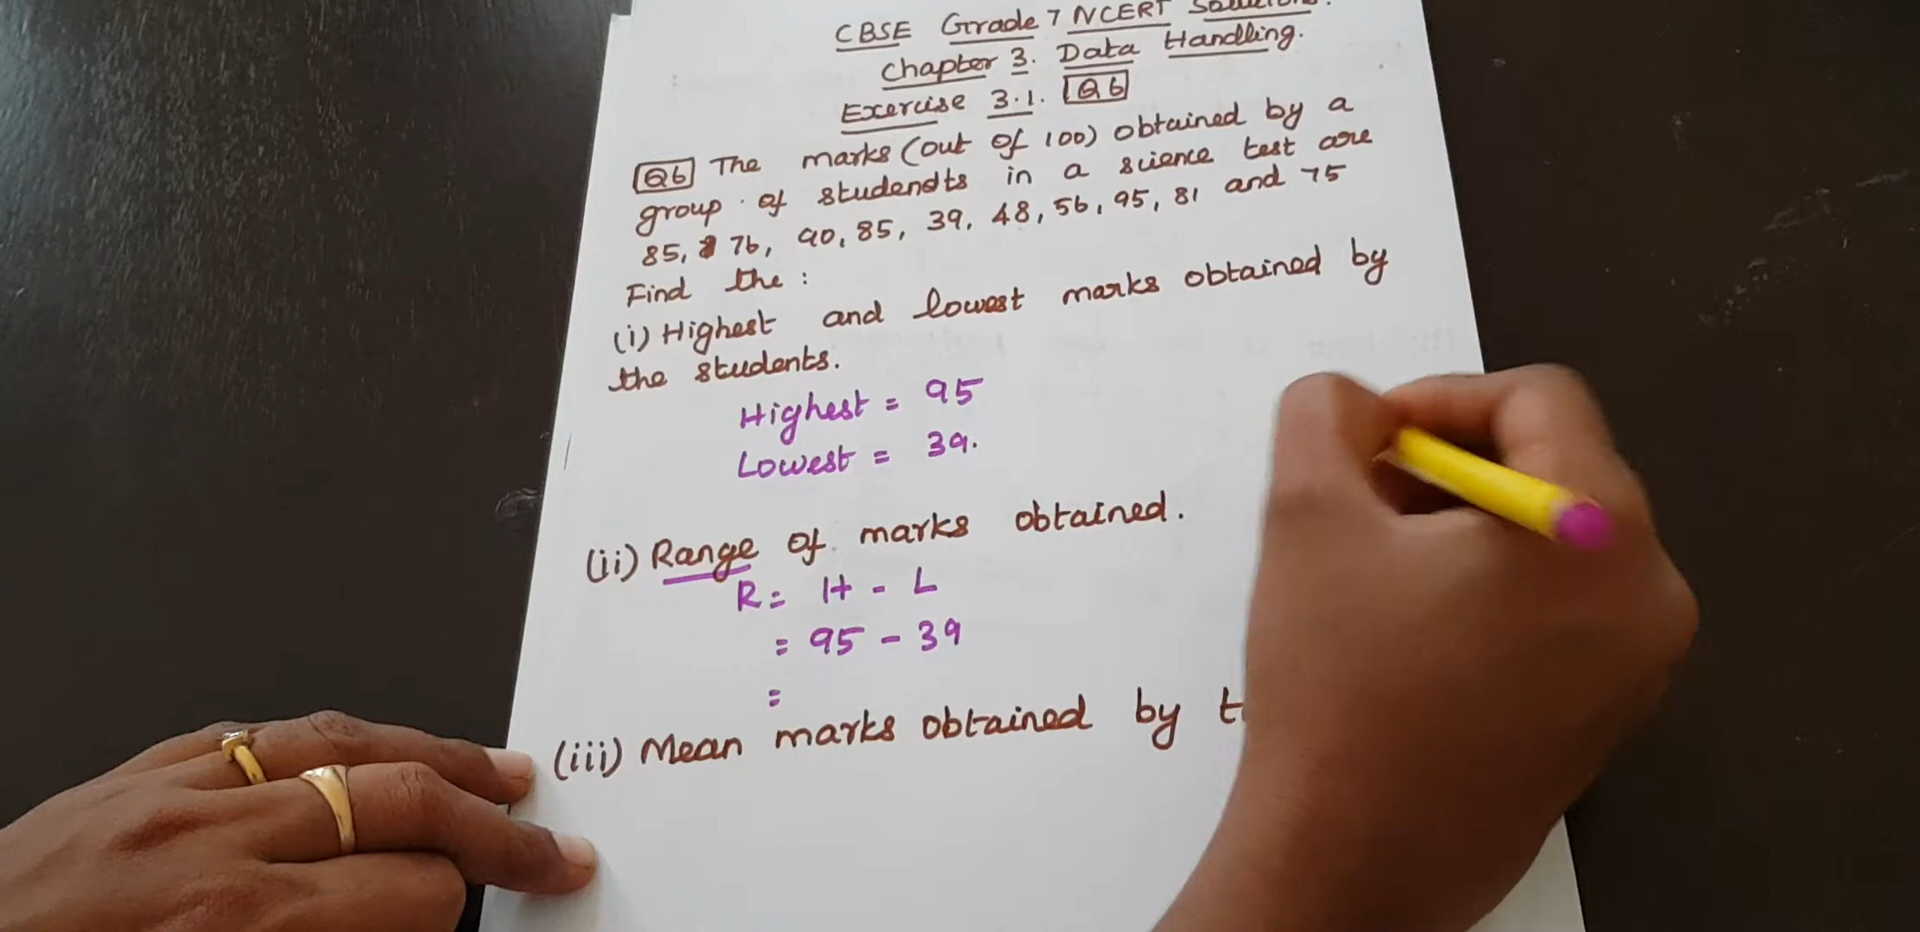 CBSE Grade 7 NCERT Solutions.
Chapter 3. Data Handling.
Exercise 3.1. Q6
Q6 The marks (out of 100) obtained by a
group of studendts in a science test are
85, 76, 90, 85, 39, 48, 56, 95, 81 and 75
Find the :
(i) Highest and lowest marks obtained by
the students.
Highest = 95
Lowest = 39.
(ii) Range of marks obtained.
R = H - L
= 95 - 39
=
(iii) Mean marks obtained by